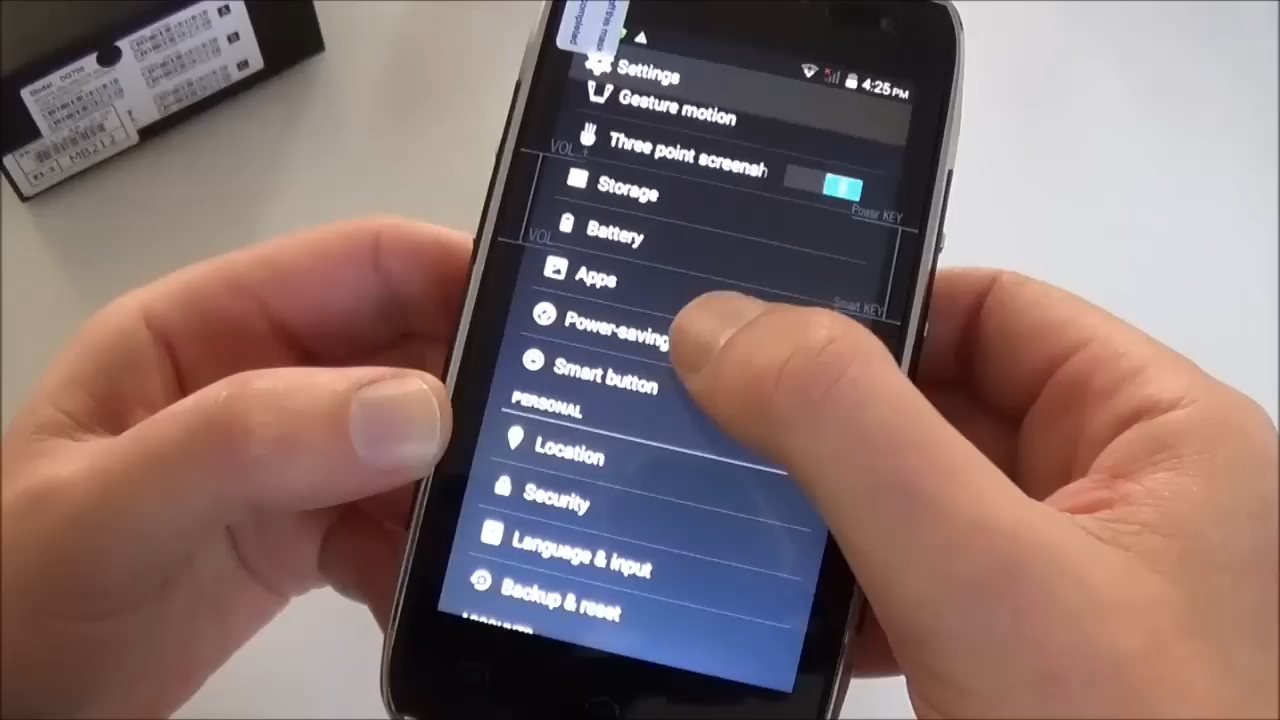 Model: DG700
MB212
completed
Settings
4:25 PM
Gesture motion
Three point screensh
VOL +
Storage
Power KEY
Battery
VOL
Apps
Smart KEY
Power-saving
Smart button
PERSONAL
Location
Security
Language & input
Backup & reset